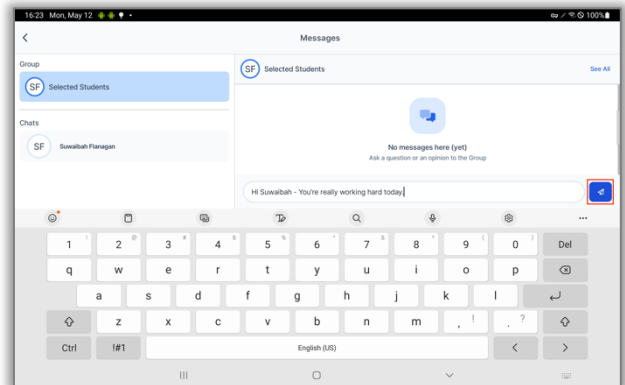 16:23 Mon, May 12 100%
Messages
Group
SF Selected Students
Chats
SF Suwaibah Flanagan
SF Selected Students See All
No messages here (yet)
Ask a question or an opinion to the Group
Hi Suwaibah - You're really working hard today.
1 ! 2 @ 3 # 4 $ 5 % 6 ^ 7 & 8 * 9 ( 0 ) Del
q w e r t y u i o p
a s d f g h j k l
z x c v b n m , ! . ?
Ctrl !#1 English (US) < >